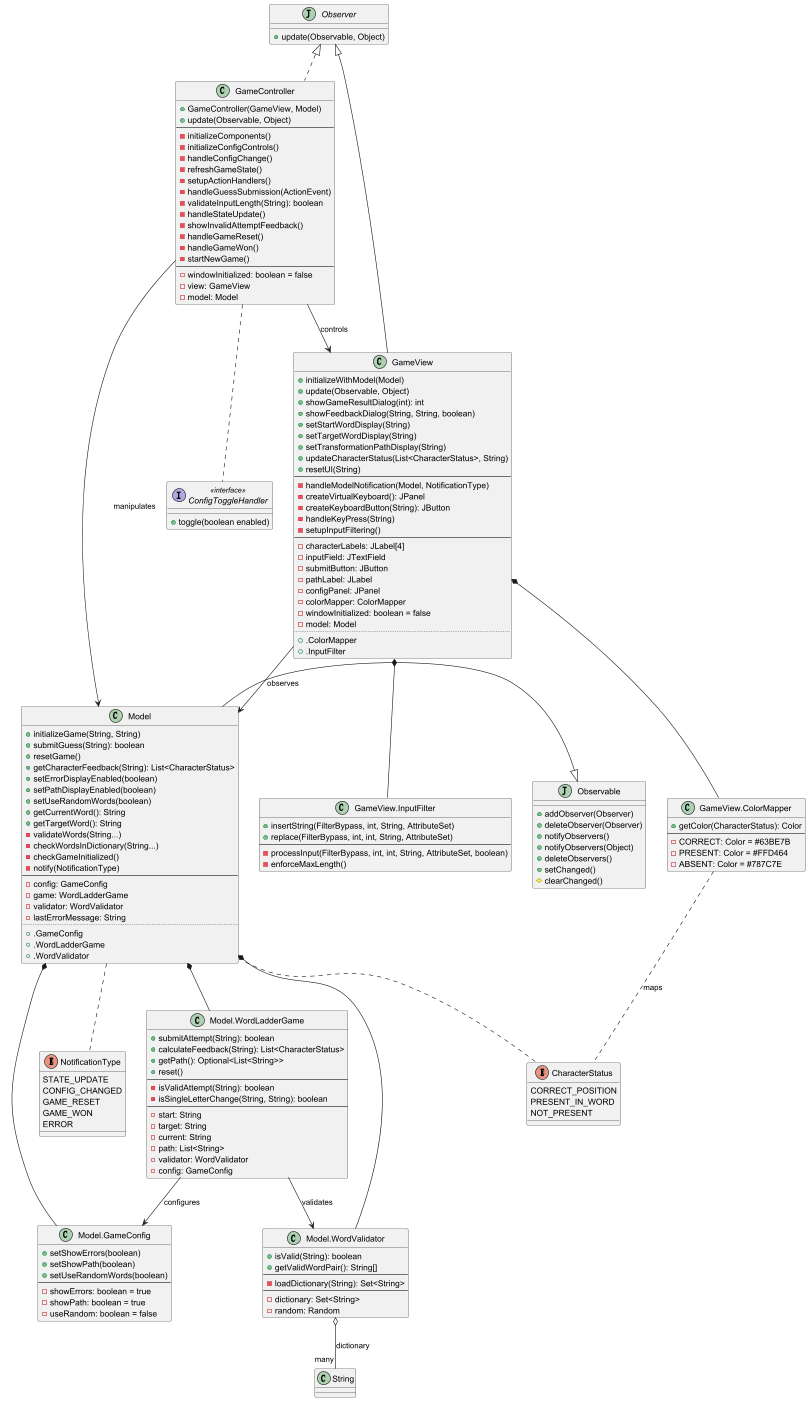 J Observer
update(Observable, Object)
C GameController
GameController(GameView, Model)
update(Observable, Object)
initializeComponents()
initializeConfigControls()
handleConfigChange()
refreshGameState()
setupActionHandlers()
handleGuessSubmission(ActionEvent)
validateInputLength(String): boolean
handleStateUpdate()
showInvalidAttemptFeedback()
handleGameReset()
handleGameWon()
startNewGame()
windowInitialized: boolean = false
view: GameView
model: Model
controls
C GameView
initializeWithModel(Model)
update(Observable, Object)
showGameResultDialog(int): int
showFeedbackDialog(String, String, boolean)
setStartWordDisplay(String)
setTargetWordDisplay(String)
setTransformationPathDisplay(String)
updateCharacterStatus(List<CharacterStatus>, String)
resetUI(String)
handleModelNotification(Model, NotificationType)
createVirtualKeyboard(): JPanel
createKeyboardButton(String): JButton
handleKeyPress(String)
setupInputFiltering()
characterLabels: JLabel[4]
inputField: JTextField
submitButton: JButton
pathLabel: JLabel
configPanel: JPanel
colorMapper: ColorMapper
windowInitialized: boolean = false
model: Model
.ColorMapper
.InputFilter
I «interface»
ConfigToggleHandler
toggle(boolean enabled)
manipulates
observes
C Model
initializeGame(String, String)
submitGuess(String): boolean
resetGame()
getCharacterFeedback(String): List<CharacterStatus>
setErrorDisplayEnabled(boolean)
setPathDisplayEnabled(boolean)
setUseRandomWords(boolean)
getCurrentWord(): String
getTargetWord(): String
validateWords(String...)
checkWordsInDictionary(String...)
checkGameInitialized()
notify(NotificationType)
config: GameConfig
game: WordLadderGame
validator: WordValidator
lastErrorMessage: String
.GameConfig
.WordLadderGame
.WordValidator
C GameView.InputFilter
insertString(FilterBypass, int, String, AttributeSet)
replace(FilterBypass, int, int, String, AttributeSet)
processInput(FilterBypass, int, int, String, AttributeSet, boolean)
enforceMaxLength()
J Observable
addObserver(Observer)
deleteObserver(Observer)
notifyObservers()
notifyObservers(Object)
deleteObservers()
setChanged()
clearChanged()
C GameView.ColorMapper
getColor(CharacterStatus): Color
CORRECT: Color = #63BE7B
PRESENT: Color = #FFD464
ABSENT: Color = #787C7E
maps
E NotificationType
STATE_UPDATE
CONFIG_CHANGED
GAME_RESET
GAME_WON
ERROR
C Model.WordLadderGame
submitAttempt(String): boolean
calculateFeedback(String): List<CharacterStatus>
getPath(): Optional<List<String>>
reset()
isValidAttempt(String): boolean
isSingleLetterChange(String, String): boolean
start: String
target: String
current: String
path: List<String>
validator: WordValidator
config: GameConfig
E CharacterStatus
CORRECT_POSITION
PRESENT_IN_WORD
NOT_PRESENT
configures
validates
C Model.GameConfig
setShowErrors(boolean)
setShowPath(boolean)
setUseRandomWords(boolean)
showErrors: boolean = true
showPath: boolean = true
useRandom: boolean = false
C Model.WordValidator
isValid(String): boolean
getValidWordPair(): String[]
loadDictionary(String): Set<String>
dictionary: Set<String>
random: Random
dictionary
many
C String